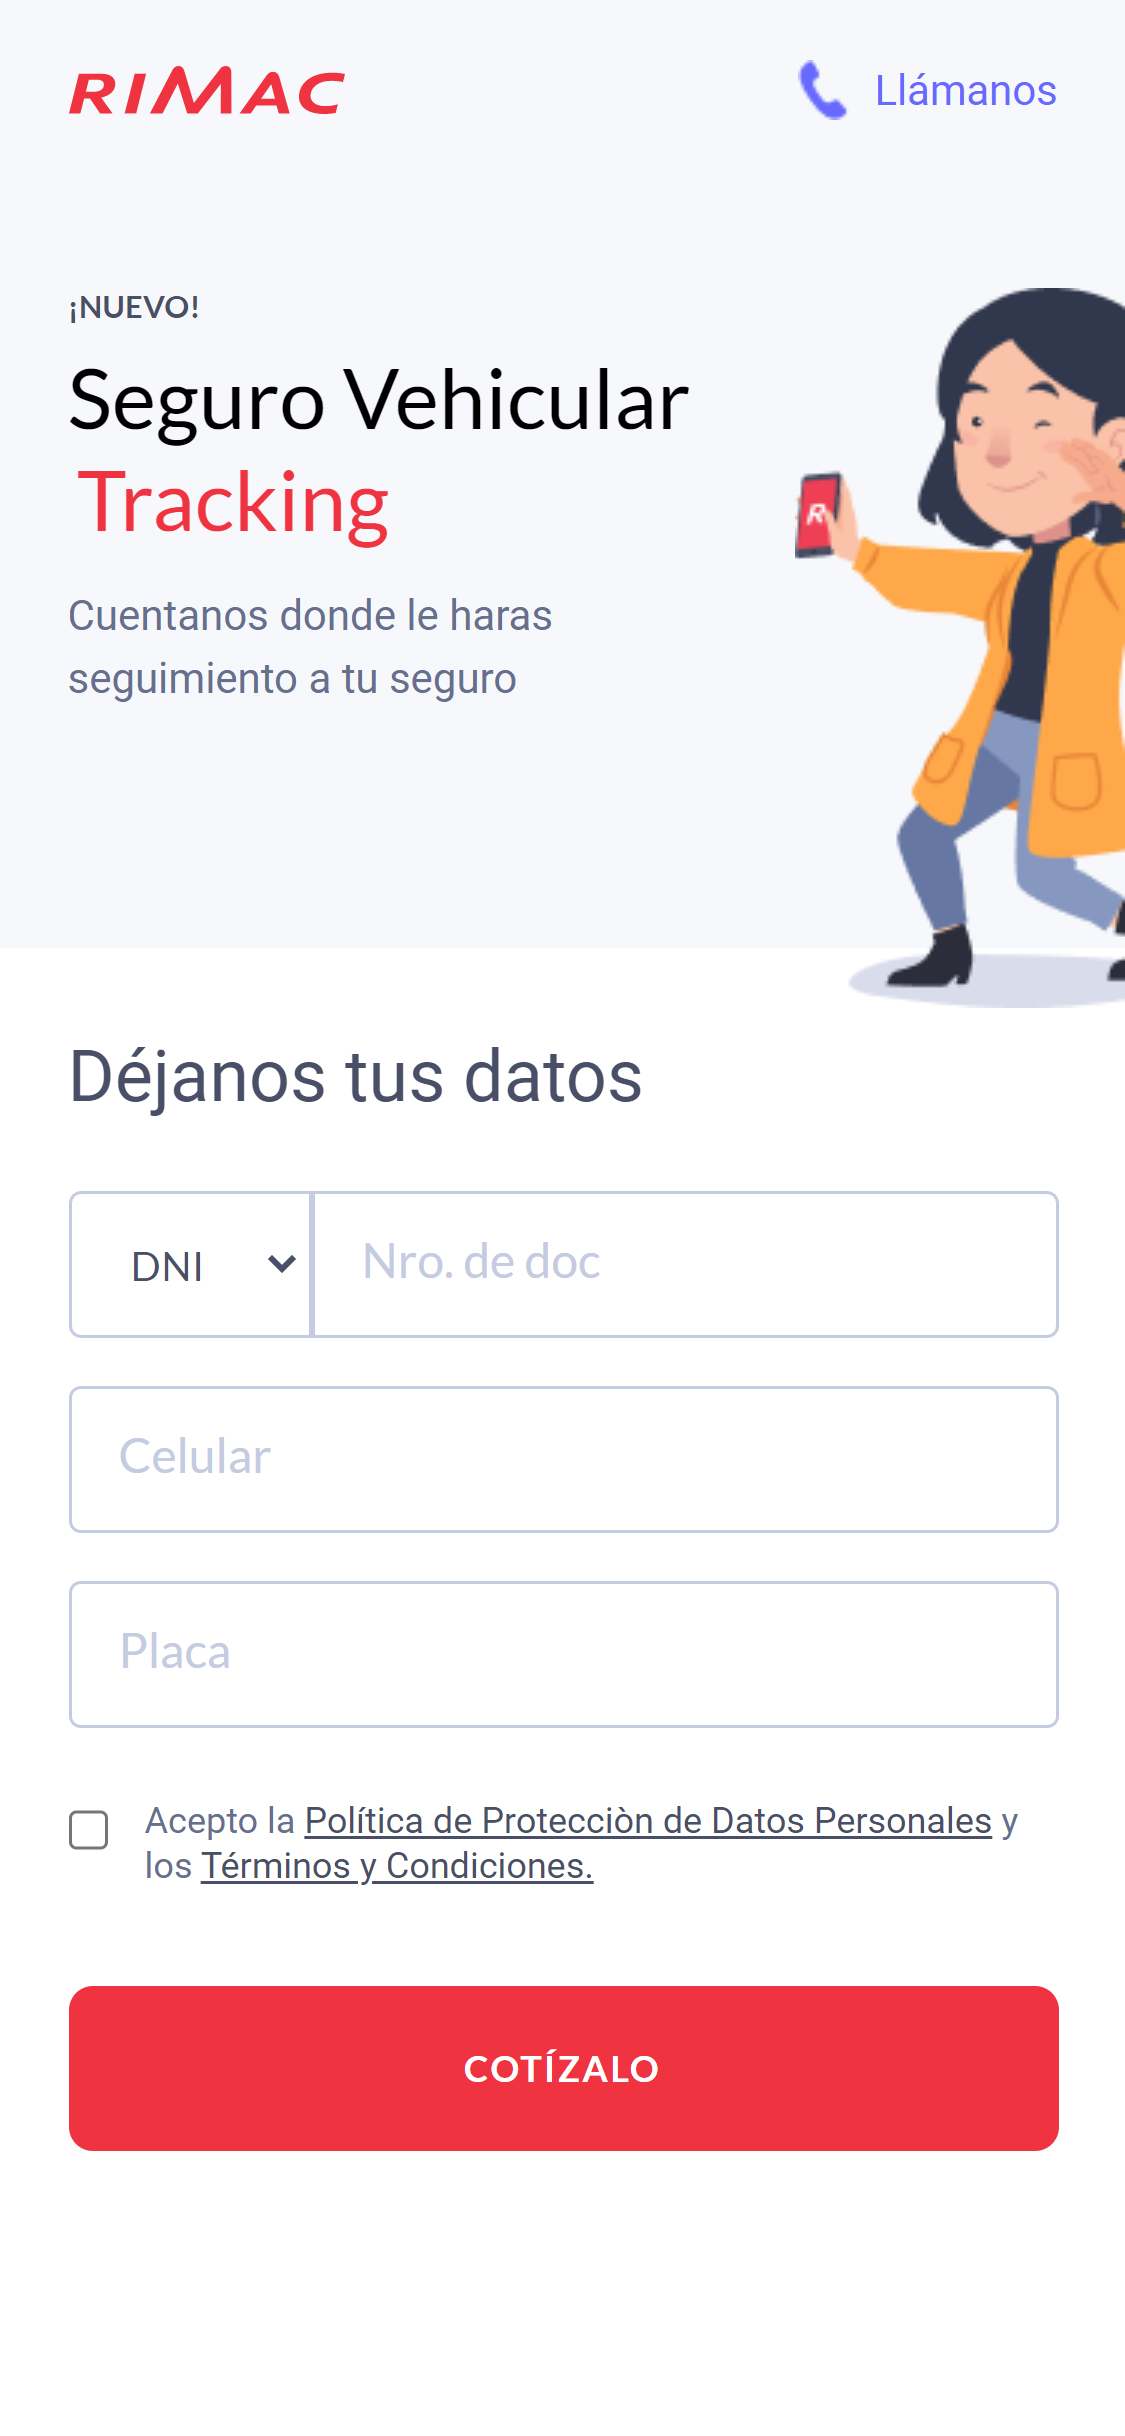 RIMAC
Llámanos
¡NUEVO!
Seguro Vehicular
Tracking
R
Cuentanos donde le haras
seguimiento a tu seguro
Déjanos tus datos
DNI
Nro. de doc
Celular
Placa
Acepto la Política de Protecciòn de Datos Personales y
los Términos y Condiciones.
COTÍZALO